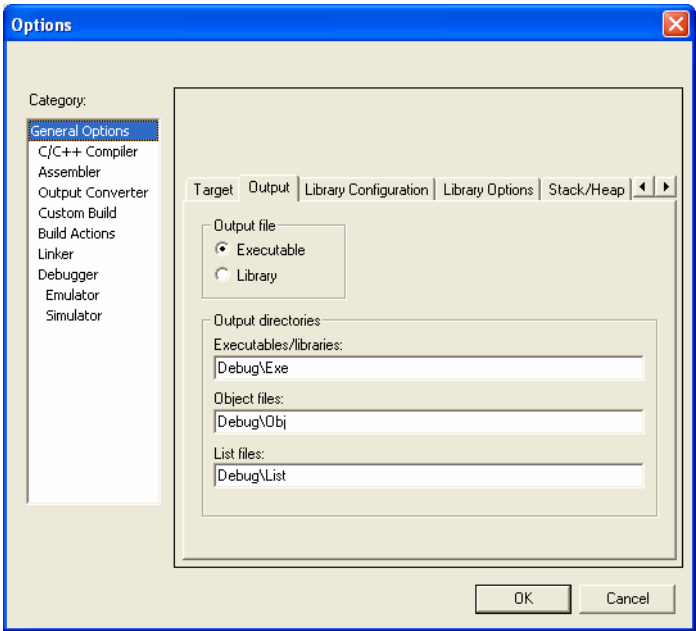 Options
Category:
General Options
C/C++ Compiler
Assembler
Output Converter
Custom Build
Build Actions
Linker
Debugger
Emulator
Simulator
Target Output Library Configuration Library Options Stack/Heap
Output file
Executable
Library
Output directories
Executables/libraries:
Debug\Exe
Object files:
Debug\Obj
List files:
Debug\List
OK Cancel